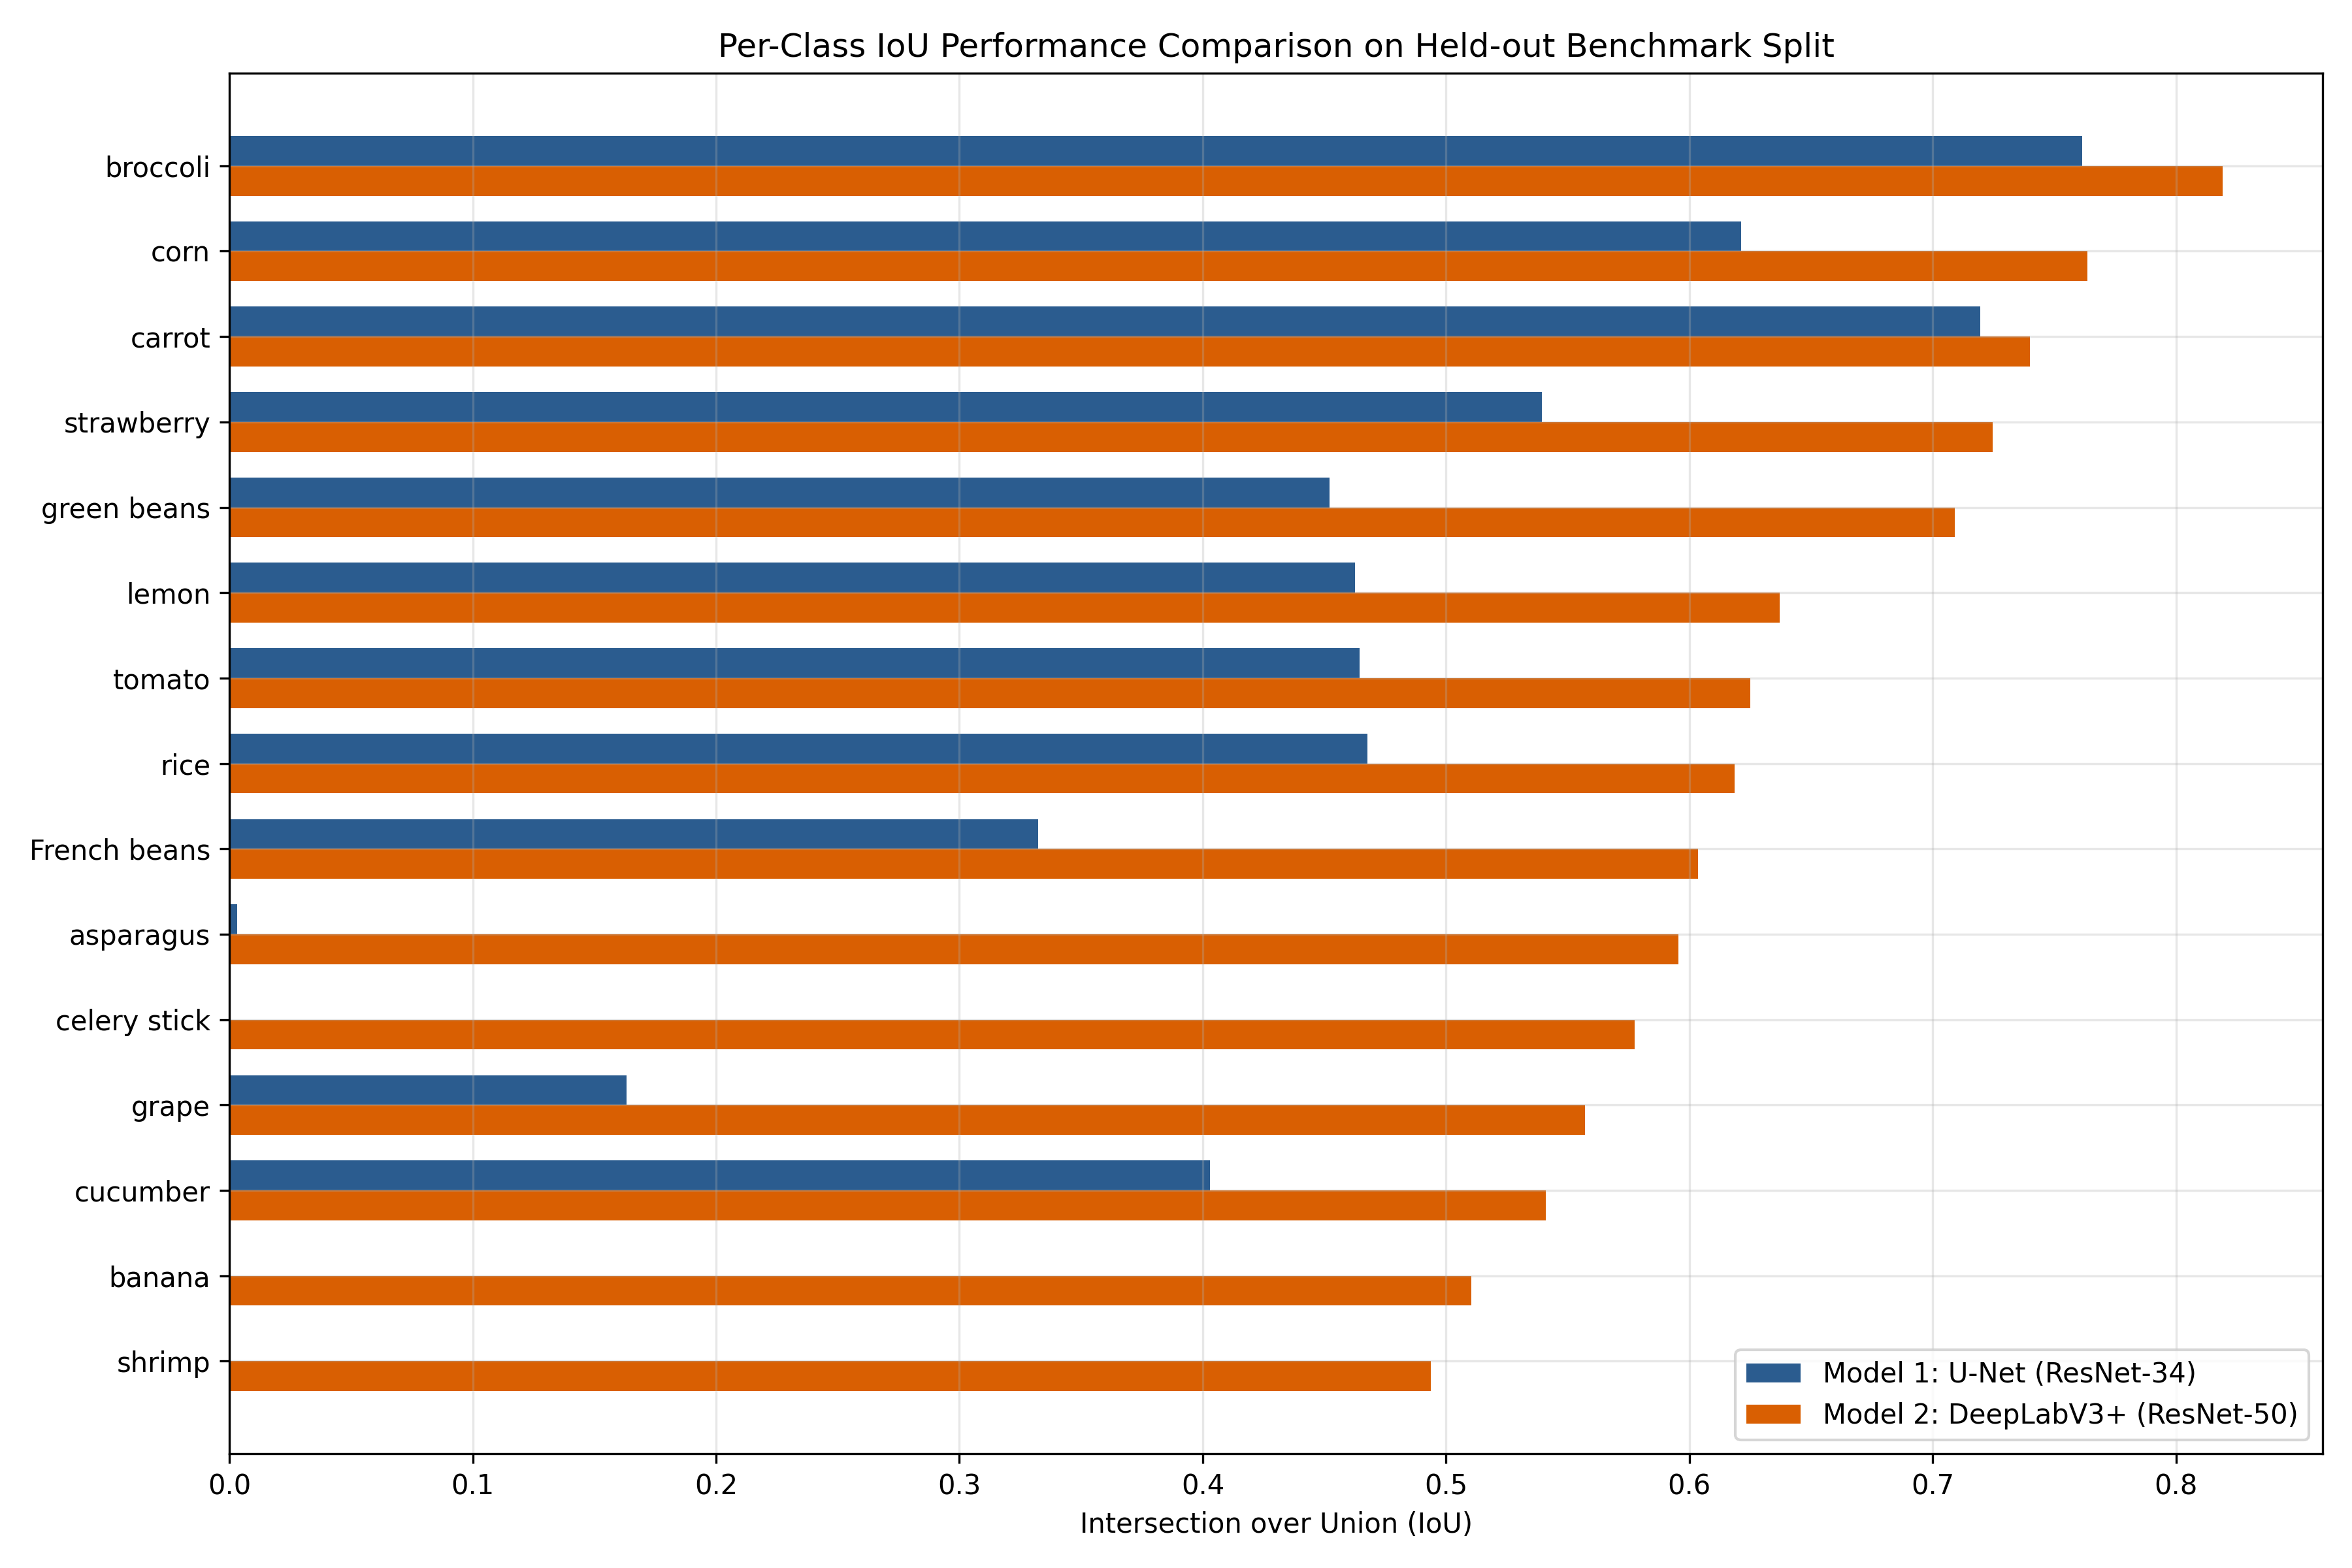 Per-Class IoU Performance Comparison on Held-out Benchmark Split
broccoli
corn
carrot
strawberry
green beans
lemon
tomato
rice
French beans
asparagus
celery stick
grape
cucumber
banana
shrimp
Model 1: U-Net (ResNet-34)
Model 2: DeepLabV3+ (ResNet-50)
0.0 0.1 0.2 0.3 0.4 0.5 0.6 0.7 0.8
Intersection over Union (IoU)